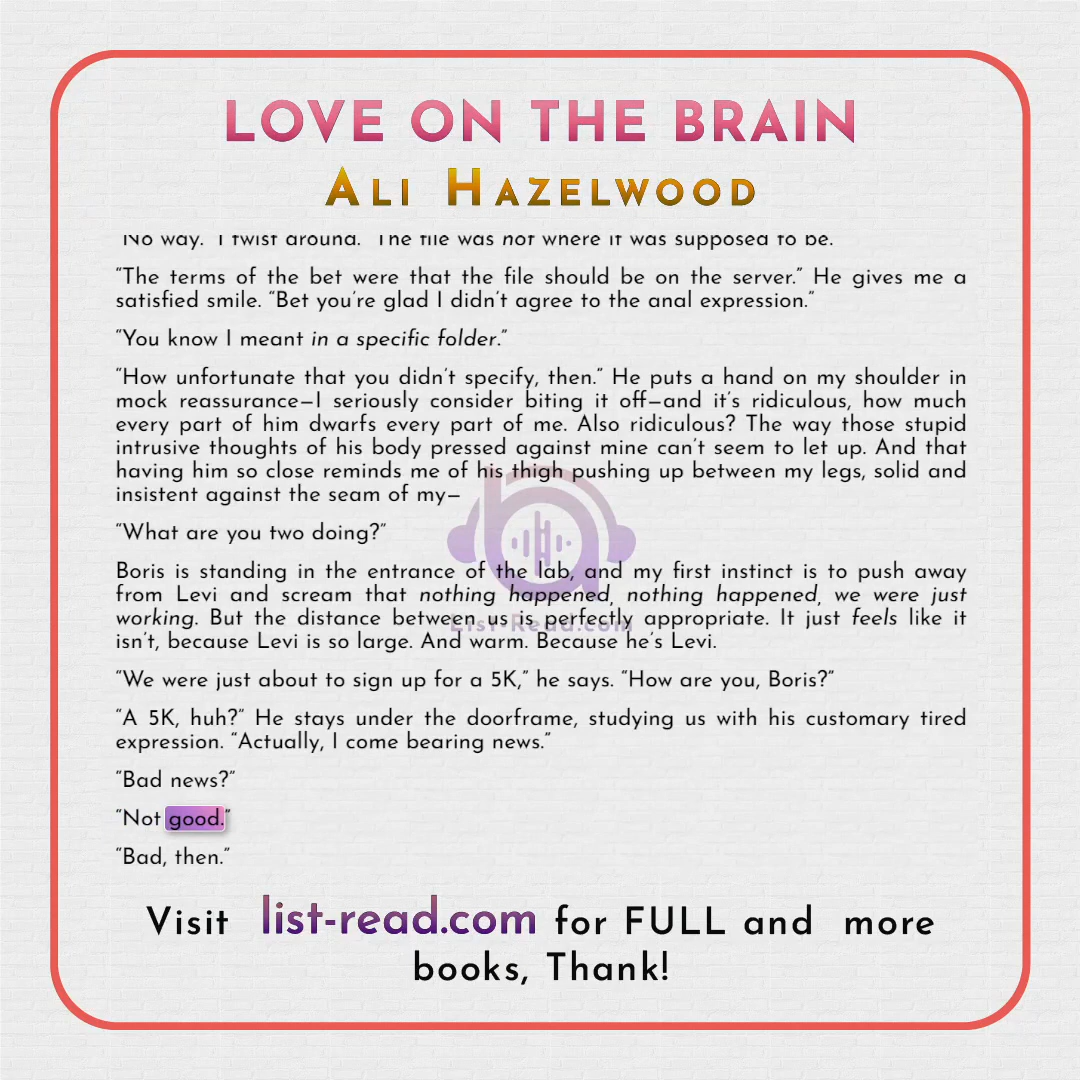 LOVE ON THE BRAIN
ALI HAZELWOOD
"No way." I twist around. "The file was not where it was supposed to be.
"The terms of the bet were that the file should be on the server." He gives me a
satisfied smile. "Bet you're glad I didn't agree to the anal expression."
"You know I meant in a specific folder."
"How unfortunate that you didn't specify, then." He puts a hand on my shoulder in
mock reassurance—I seriously consider biting it off—and it's ridiculous, how much
every part of him dwarfs every part of me. Also ridiculous? The way those stupid
intrusive thoughts of his body pressed against mine can't seem to let up. And that
having him so close reminds me of his thigh pushing up between my legs, solid and
insistent against the seam of my—
"What are you two doing?"
Boris is standing in the entrance of the lab, and my first instinct is to push away
from Levi and scream that nothing happened, nothing happened, we were just
working. But the distance between us is perfectly appropriate. It just feels like it
List-Read.com
isn't, because Levi is so large. And warm. Because he's Levi.
"We were just about to sign up for a 5K," he says. "How are you, Boris?"
"A 5K, huh?" He stays under the doorframe, studying us with his customary tired
expression. "Actually, I come bearing news."
"Bad news?"
"Not good."
"Bad, then."
Visit list-read.com for FULL and more
books, Thank!